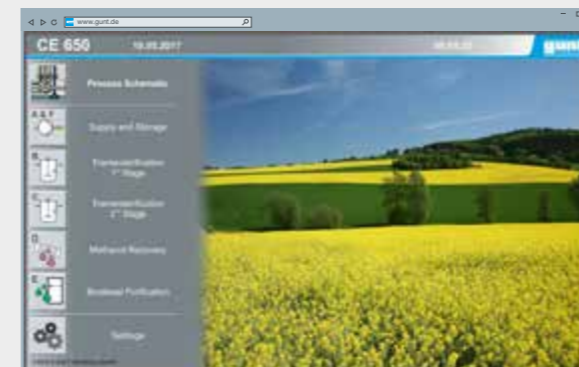 www.gunt.de
CE 650 19.05.2017 gunt
Process Schematic
A & F
Supply and Storage
B
Transesterification
1st Stage
C
Transesterification
2nd Stage
D
Methanol Recovery
E
Biodiesel Purification
Settings